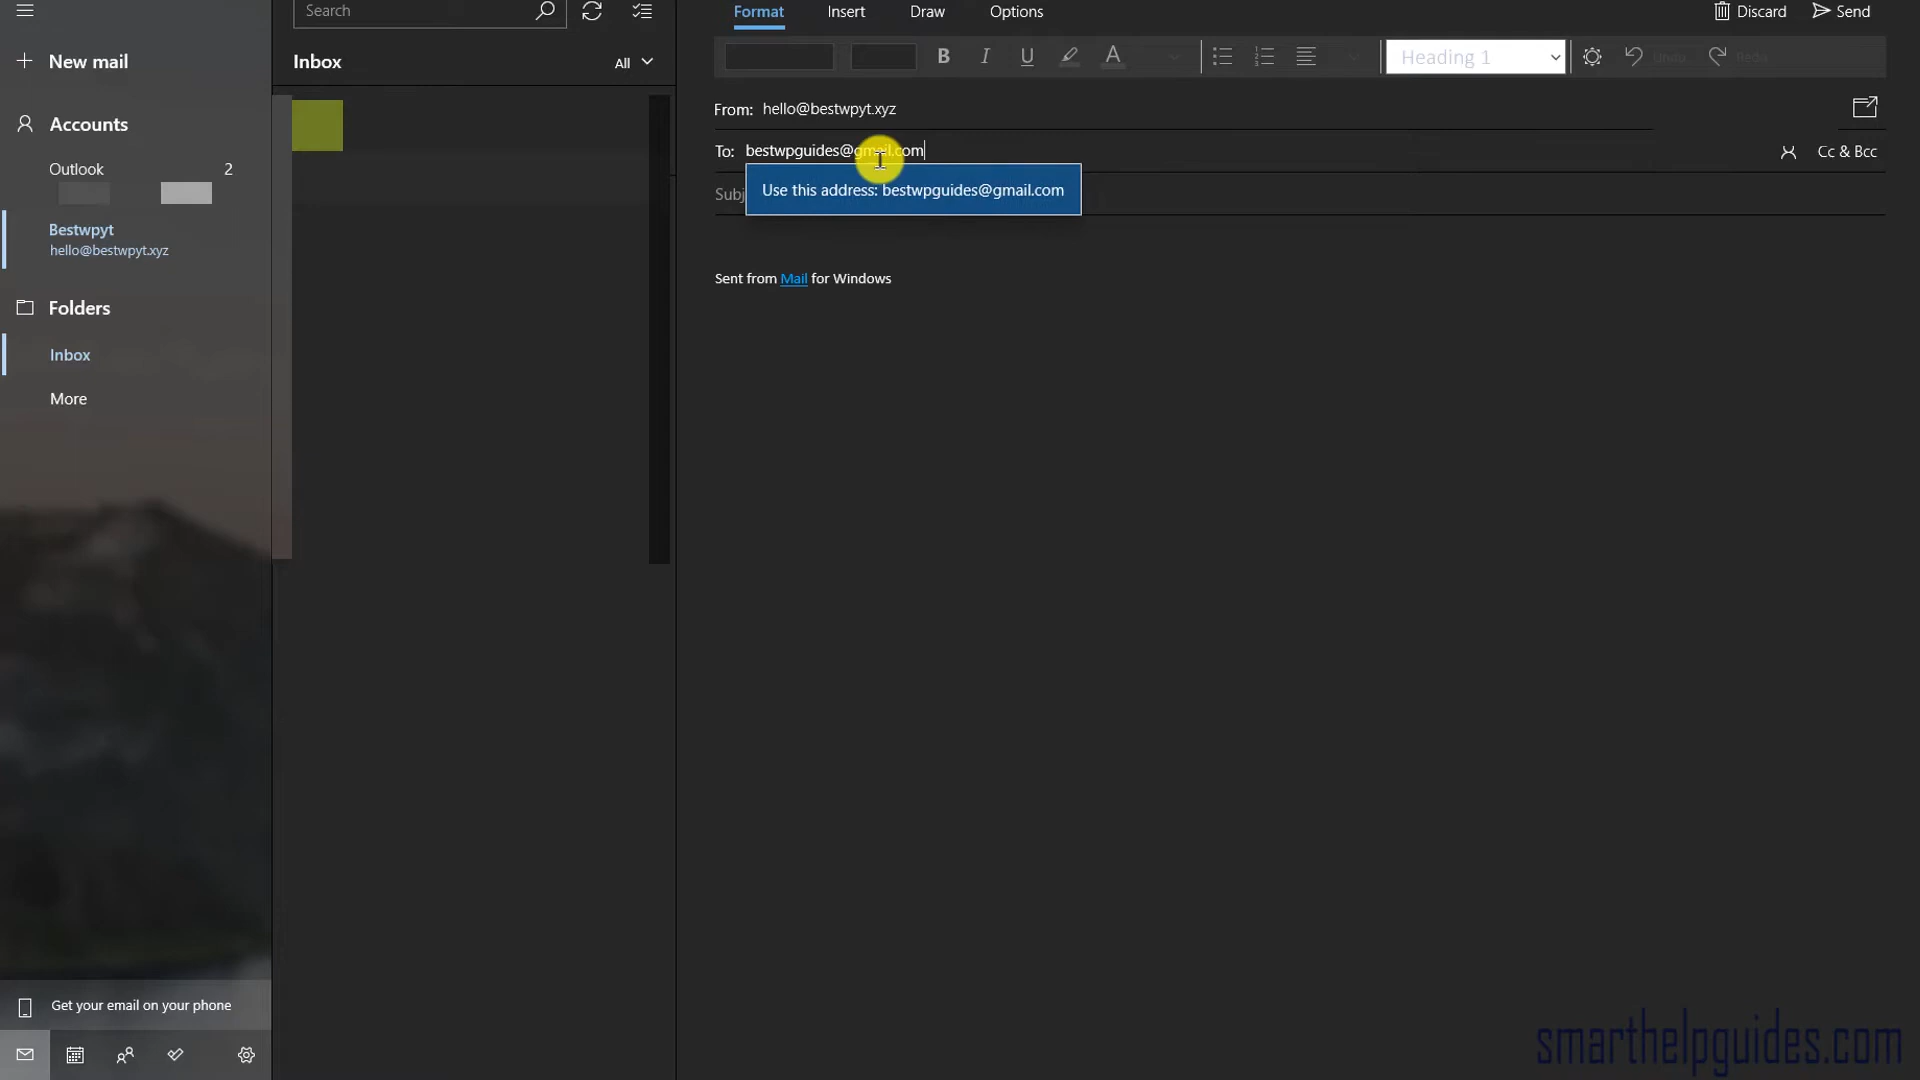 Search
Format Insert Draw Options
Discard Send
New mail
Inbox
All
Heading 1
Undo
Redo
Accounts
From: hello@bestwpyt.xyz
To: bestwpguides@gmail.com
Cc & Bcc
Outlook 2
Use this address: bestwpguides@gmail.com
Subj
Bestwpyt
hello@bestwpyt.xyz
Sent from Mail for Windows
Folders
Inbox
More
Get your email on your phone
smarthelpguides.com